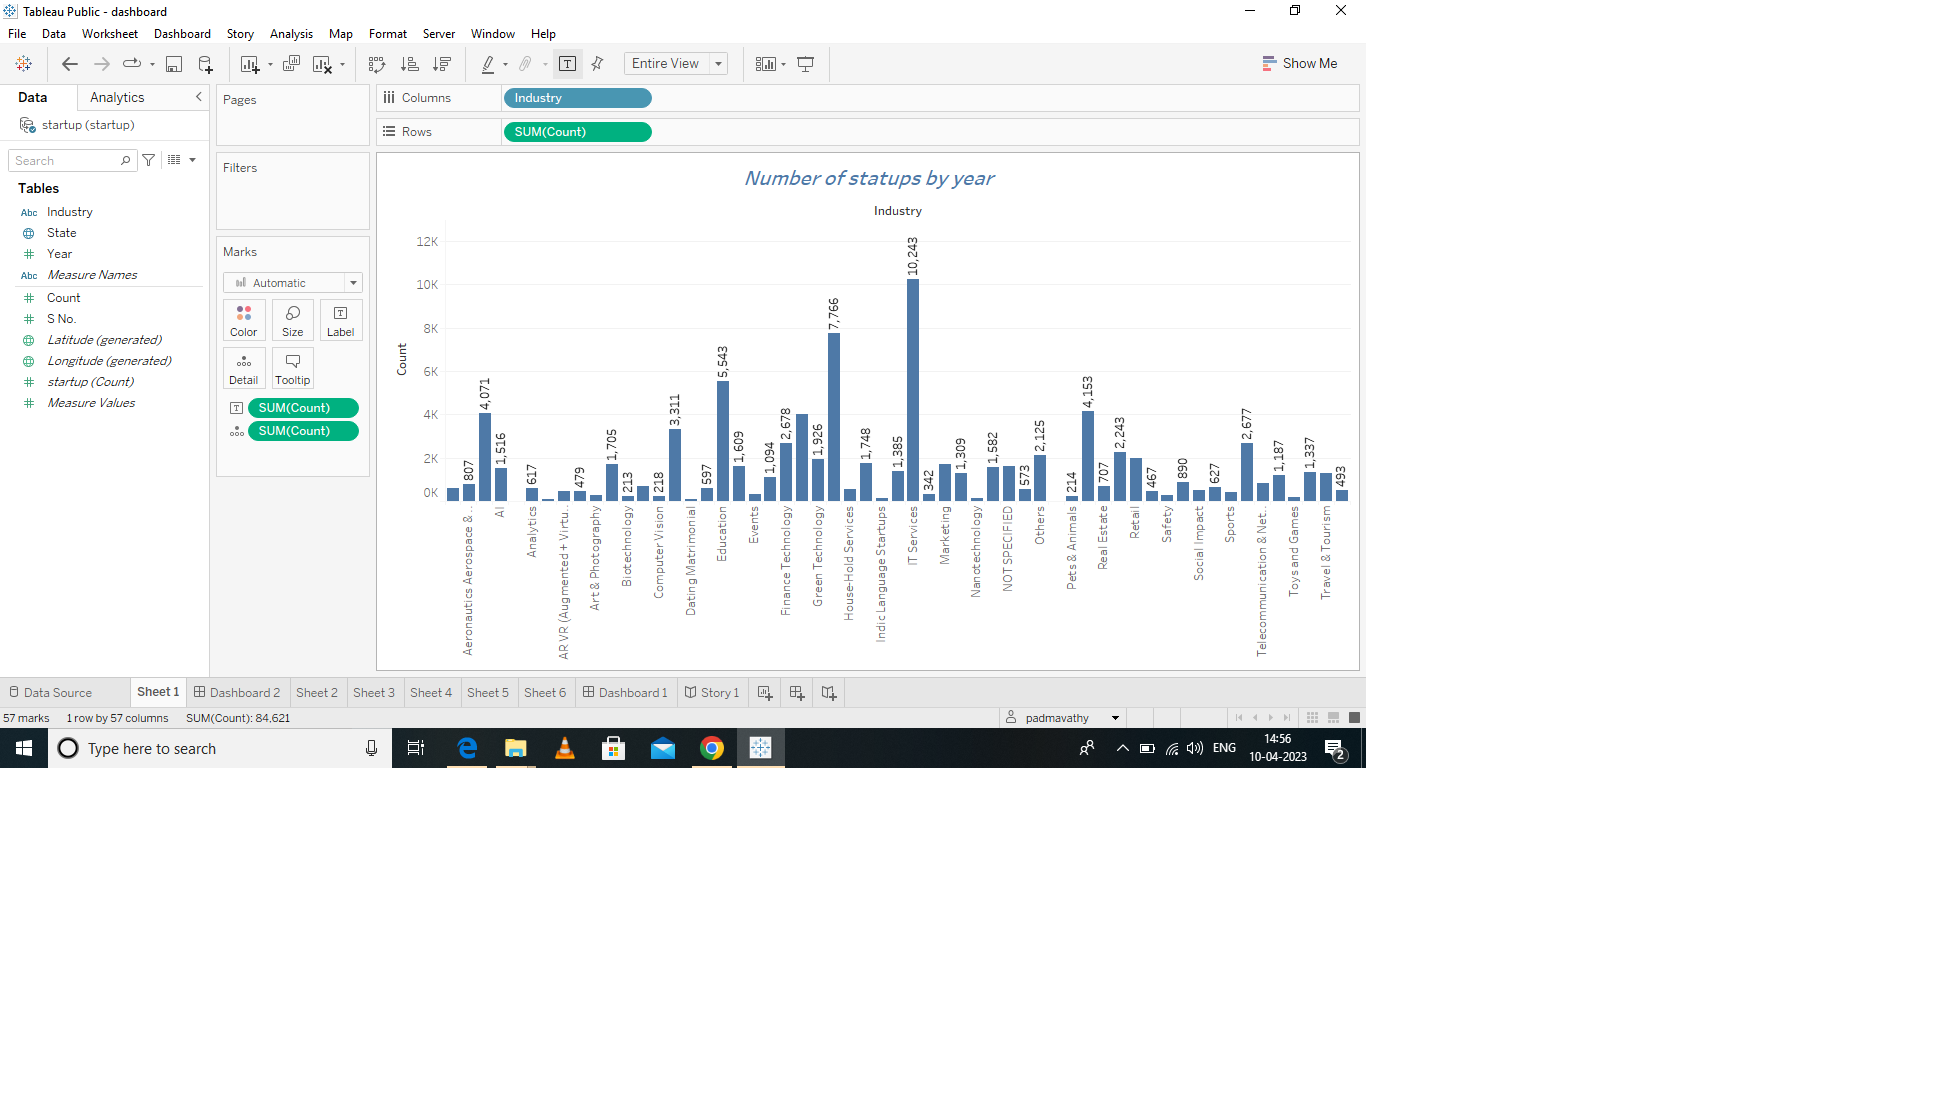 Tableau Public - dashboard
File Data Worksheet Dashboard Story Analysis Map Format Server Window Help
Entire View
Show Me
Data Analytics
startup (startup)
Search
Tables
Abc Industry
State
Year
Abc Measure Names
Count
S No.
Latitude (generated)
Longitude (generated)
startup (Count)
Measure Values
Pages
Filters
Marks
Automatic
Color Size Label
Detail Tooltip
SUM(Count)
SUM(Count)
Columns Industry
Rows SUM(Count)
Number of statups by year
Industry
Count
12K
10K
8K
6K
4K
2K
0K
807
4,071
1,516
617
479
1,705
213
218
3,311
597
5,543
1,609
1,094
2,678
1,926
7,766
1,748
1,385
10,243
342
1,309
1,582
573
2,125
214
4,153
707
2,243
467
890
627
2,677
1,187
1,337
493
Aeronautics Aerospace & ..
AI
Analytics
AR VR (Augmented + Virtu..
Art & Photography
Biotechnology
Computer Vision
Dating Matrimonial
Education
Events
Finance Technology
Green Technology
House-Hold Services
Indic Language Startups
IT Services
Marketing
Nanotechnology
NOT SPECIFIED
Others
Pets & Animals
Real Estate
Retail
Safety
Social Impact
Sports
Telecommunication & Net..
Toys and Games
Travel & Tourism
Data Source Sheet 1 Dashboard 2 Sheet 2 Sheet 3 Sheet 4 Sheet 5 Sheet 6 Dashboard 1 Story 1
57 marks 1 row by 57 columns SUM(Count): 84,621 padmavathy
Type here to search
ENG
14:56
10-04-2023
2